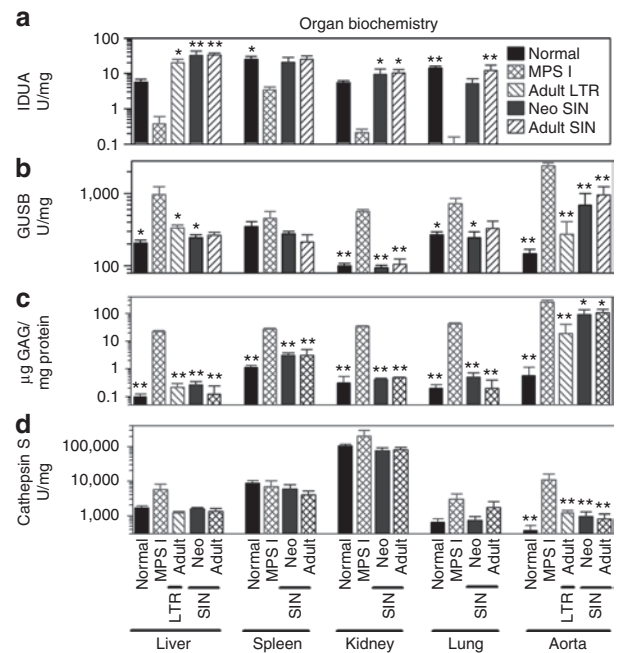 a
Organ biochemistry
IDUA
U/mg
100
10
1
0.1
* ** ** * * * ** **
Normal
MPS I
Adult LTR
Neo SIN
Adult SIN
b
GUSB
U/mg
1,000
100
* * * ** ** ** * * ** ** ** **
c
µg GAG/
mg protein
100
10
1
0.1
** ** ** ** ** ** ** ** ** ** ** ** ** ** ** ** * *
d
Cathepsin S
U/mg
100,000
10,000
1,000
** ** ** **
Normal MPS I Adult Neo Adult Normal MPS I Neo Adult Normal MPS I Neo Adult Normal MPS I Neo Adult Normal MPS I Adult Neo Adult
LTR SIN SIN SIN SIN LTR SIN
Liver Spleen Kidney Lung Aorta